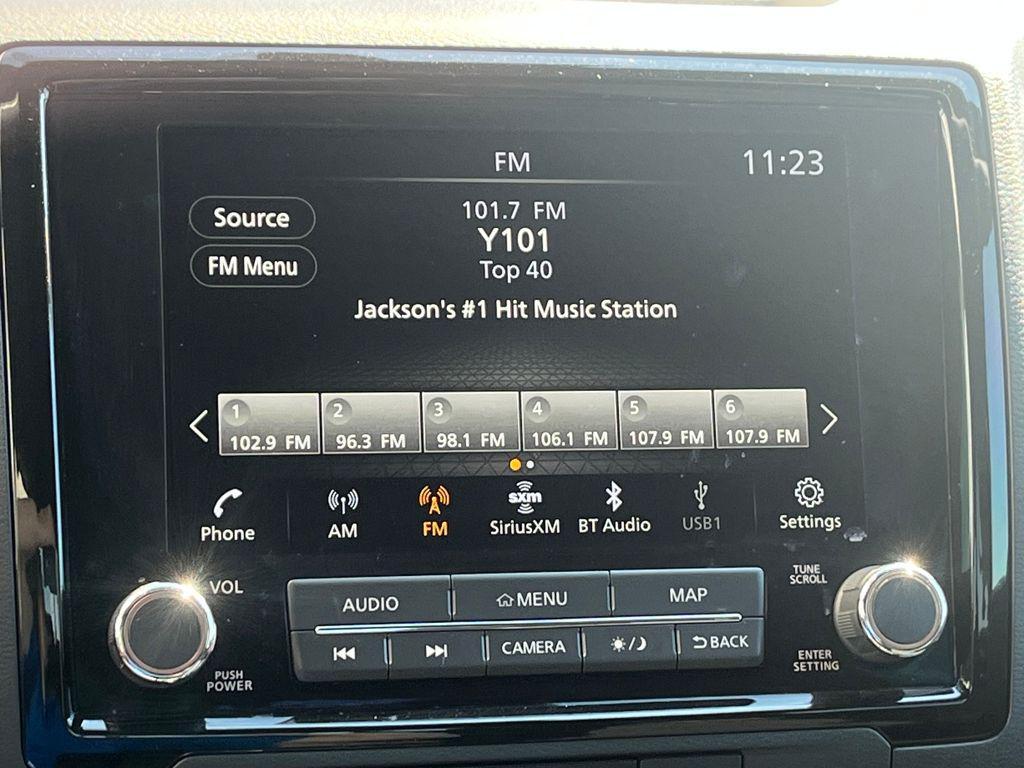 FM
11:23
Source
101.7 FM
Y101
FM Menu
Top 40
Jackson's #1 Hit Music Station
1 2 3 4 5 6
102.9 FM 96.3 FM 98.1 FM 106.1 FM 107.9 FM 107.9 FM
sxm
Phone AM FM SiriusXM BT Audio USB1 Settings
VOL
TUNE
SCROLL
AUDIO MENU MAP
CAMERA BACK
PUSH
POWER
ENTER
SETTING